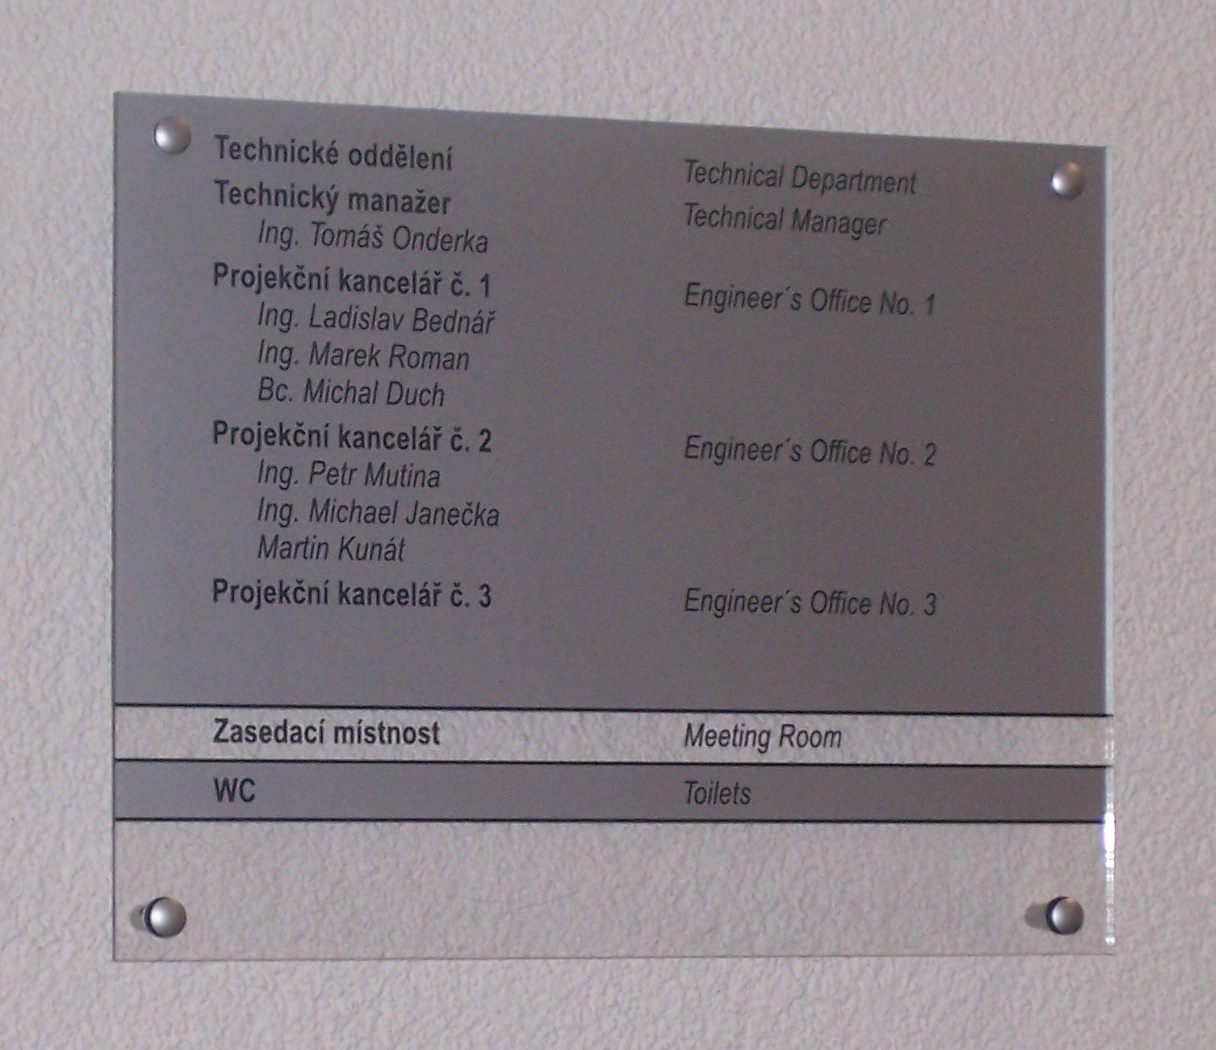 Technické oddělení Technical Department
Technický manažer Technical Manager
Ing. Tomáš Onderka
Projekční kancelář č. 1 Engineer´s Office No. 1
Ing. Ladislav Bednář
Ing. Marek Roman
Bc. Michal Duch
Projekční kancelář č. 2 Engineer´s Office No. 2
Ing. Petr Mutina
Ing. Michael Janečka
Martin Kunát
Projekční kancelář č. 3 Engineer´s Office No. 3
Zasedací místnost Meeting Room
WC Toilets